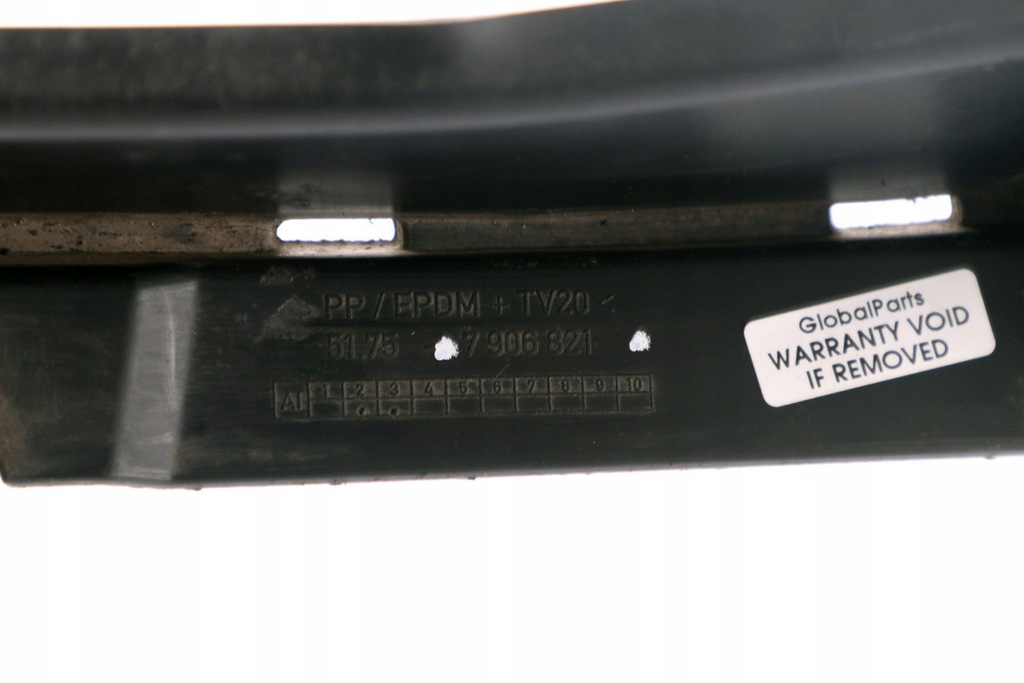 PP / EPDM + TV20 <
51.75 7 906 821
AI 1 2 3 4 5 6 7 8 9 10
GlobalParts
WARRANTY VOID
IF REMOVED